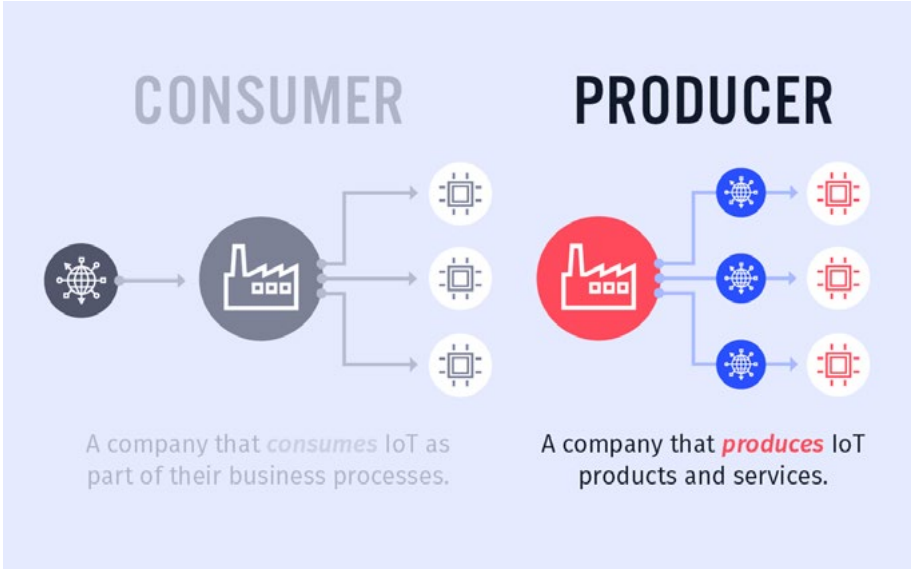 CONSUMER
A company that consumes IoT as
part of their business processes.
PRODUCER
A company that produces IoT
products and services.